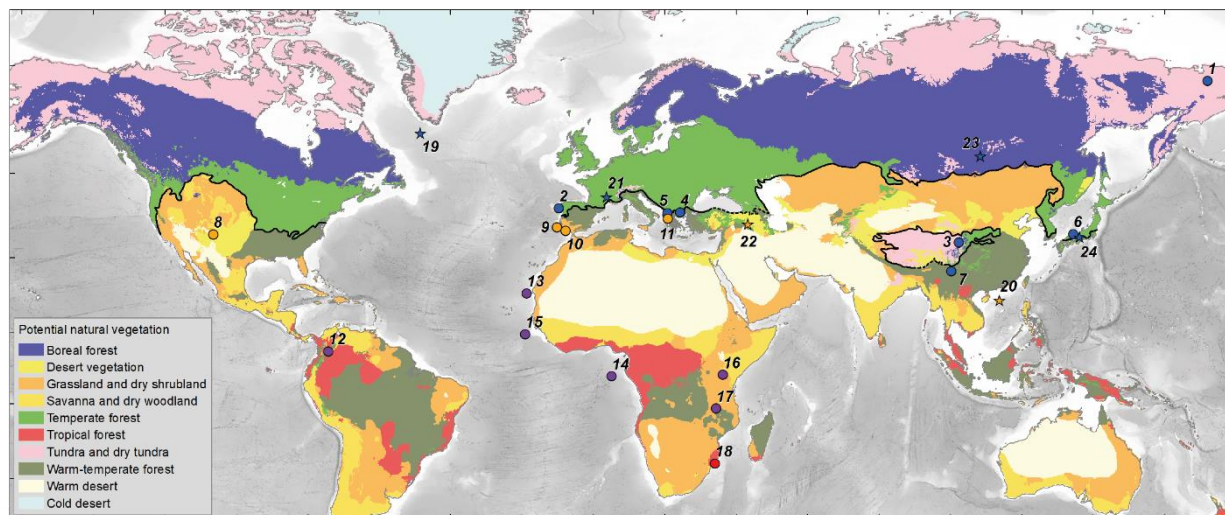 1
23
19
21
2
5
4
6
8
9
11
22
3
10
24
7
13
20
15
12
14
16
17
18
Potential natural vegetation
Boreal forest
Desert vegetation
Grassland and dry shrubland
Savanna and dry woodland
Temperate forest
Tropical forest
Tundra and dry tundra
Warm-temperate forest
Warm desert
Cold desert